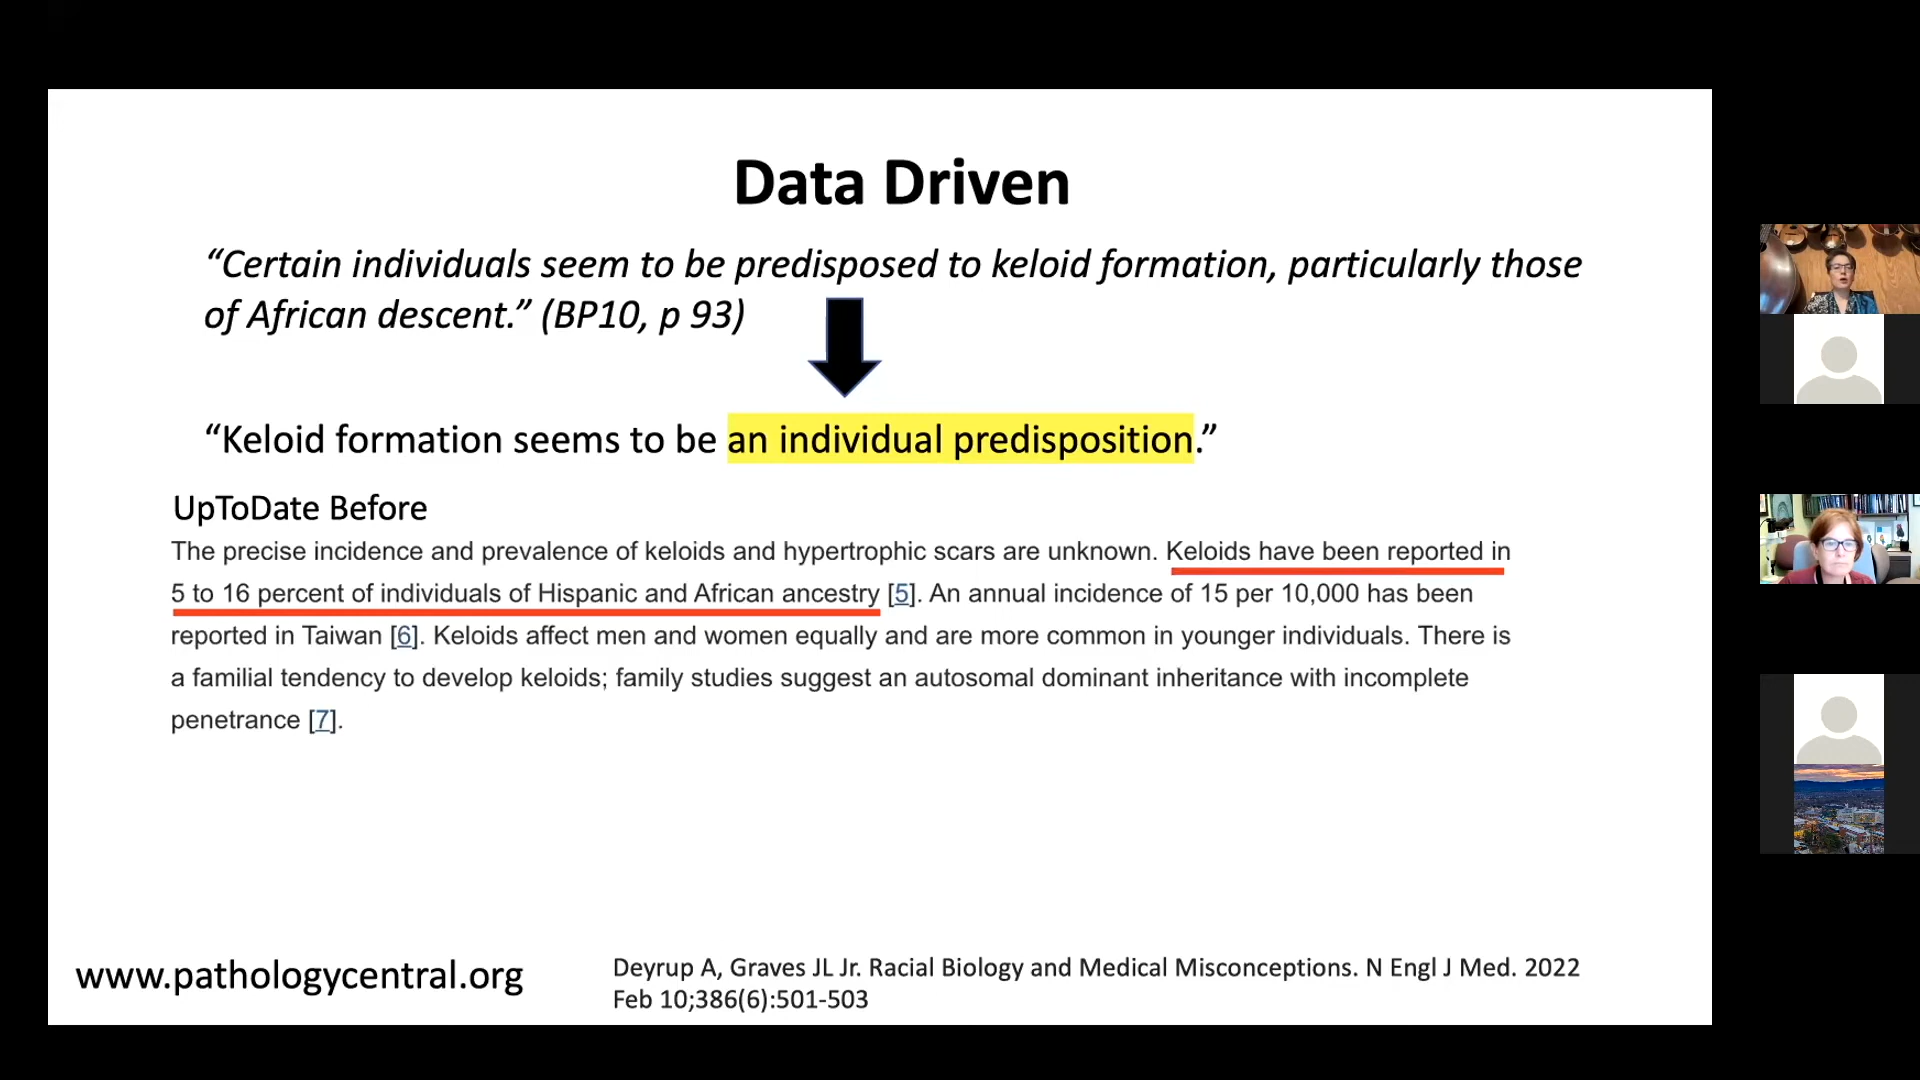 Data Driven
“Certain individuals seem to be predisposed to keloid formation, particularly those
of African descent.” (BP10, p 93)
“Keloid formation seems to be an individual predisposition.”
UpToDate Before
The precise incidence and prevalence of keloids and hypertrophic scars are unknown. Keloids have been reported in
5 to 16 percent of individuals of Hispanic and African ancestry [5]. An annual incidence of 15 per 10,000 has been
reported in Taiwan [6]. Keloids affect men and women equally and are more common in younger individuals. There is
a familial tendency to develop keloids; family studies suggest an autosomal dominant inheritance with incomplete
penetrance [7].
www.pathologycentral.org
Deyrup A, Graves JL Jr. Racial Biology and Medical Misconceptions. N Engl J Med. 2022
Feb 10;386(6):501-503